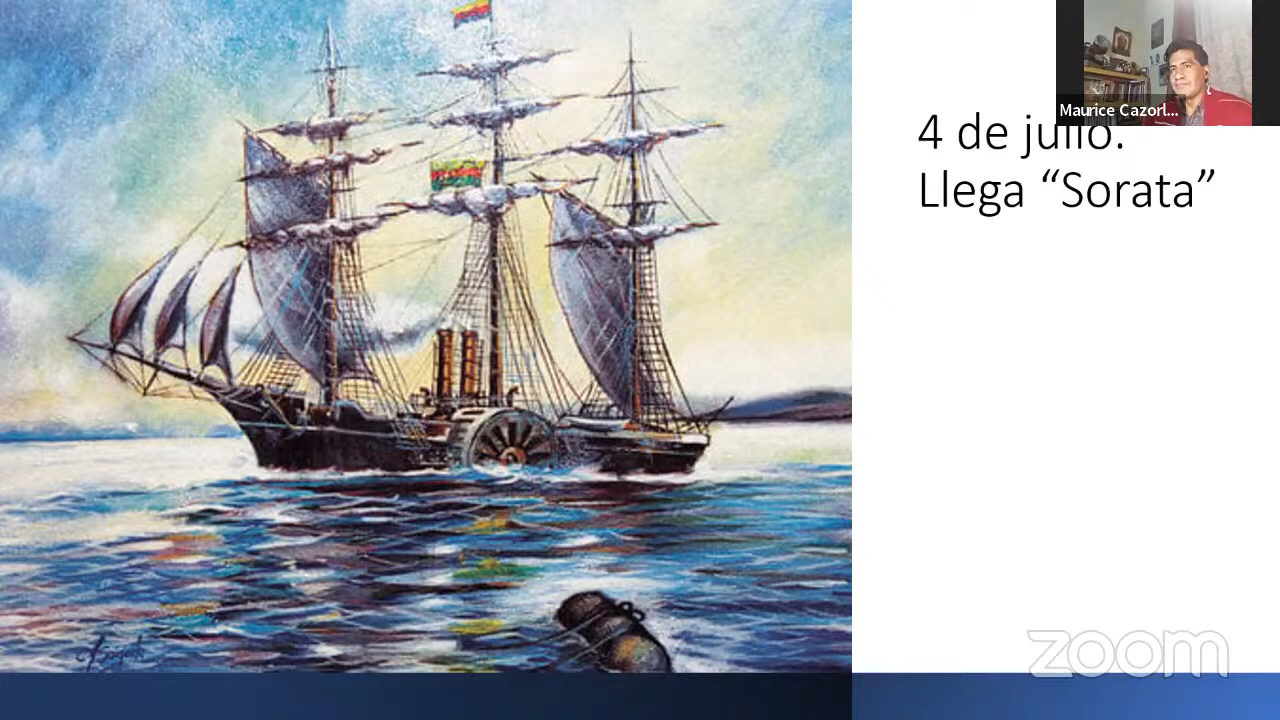 Maurice Cazorl...
4 de julio.
Llega “Sorata”
zoom